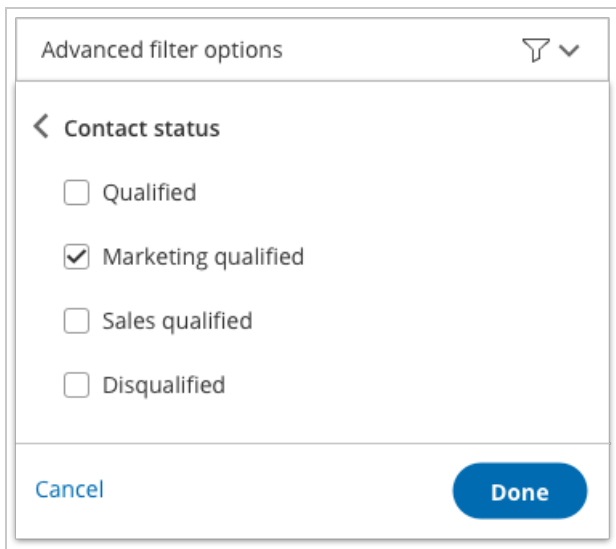 Advanced filter options
Contact status
Qualified
Marketing qualified
Sales qualified
Disqualified
Cancel
Done